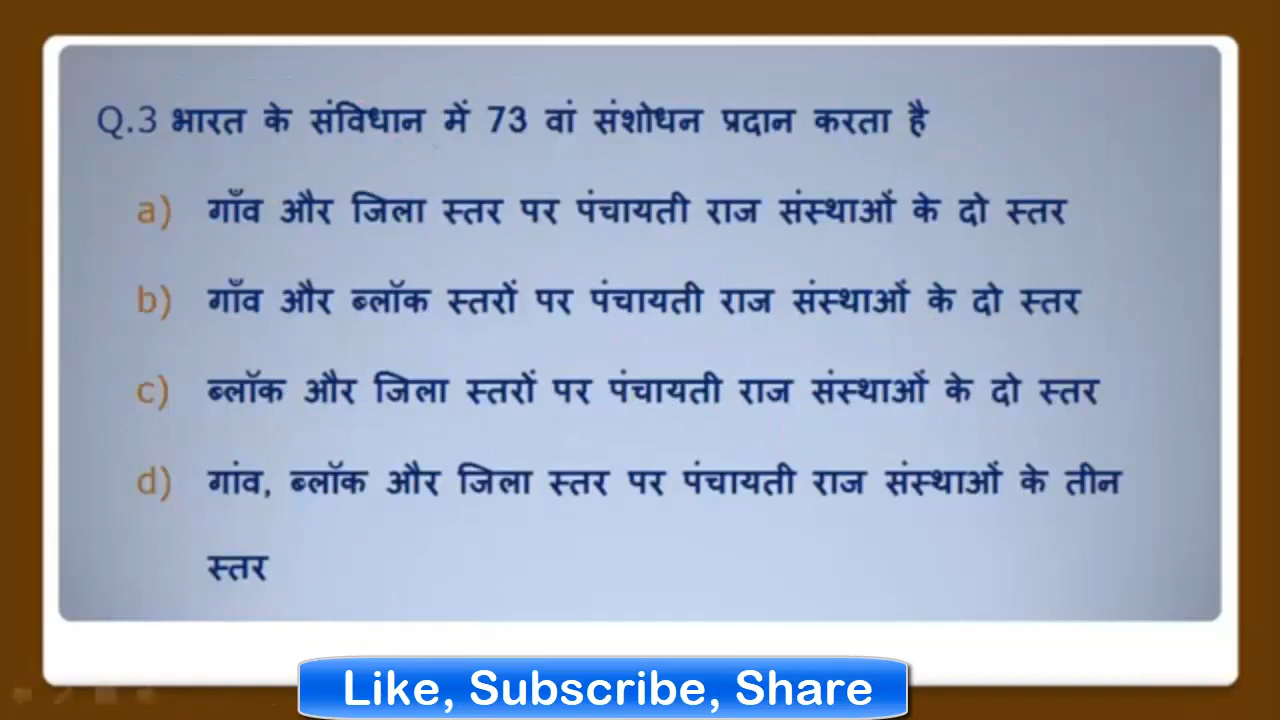 Q.3 भारत के संविधान में 73 वां संशोधन प्रदान करता है
a) गाँव और जिला स्तर पर पंचायती राज संस्थाओं के दो स्तर
b) गाँव और ब्लॉक स्तरों पर पंचायती राज संस्थाओं के दो स्तर
c) ब्लॉक और जिला स्तरों पर पंचायती राज संस्थाओं के दो स्तर
d) गांव, ब्लॉक और जिला स्तर पर पंचायती राज संस्थाओं के तीन
स्तर
Like, Subscribe, Share